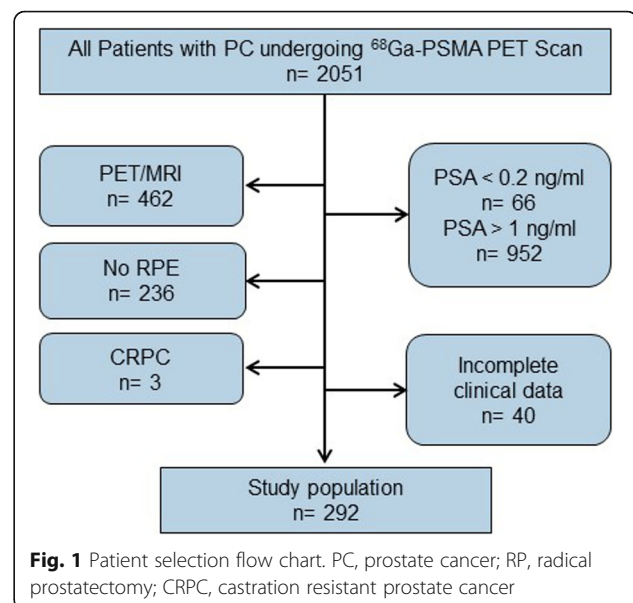 All Patients with PC undergoing ⁶⁸Ga-PSMA PET Scan
n= 2051
PET/MRI
n= 462
PSA < 0.2 ng/ml
n= 66
PSA > 1 ng/ml
n= 952
No RPE
n= 236
CRPC
n= 3
Incomplete
clinical data
n= 40
Study population
n= 292
Fig. 1 Patient selection flow chart. PC, prostate cancer; RP, radical
prostatectomy; CRPC, castration resistant prostate cancer